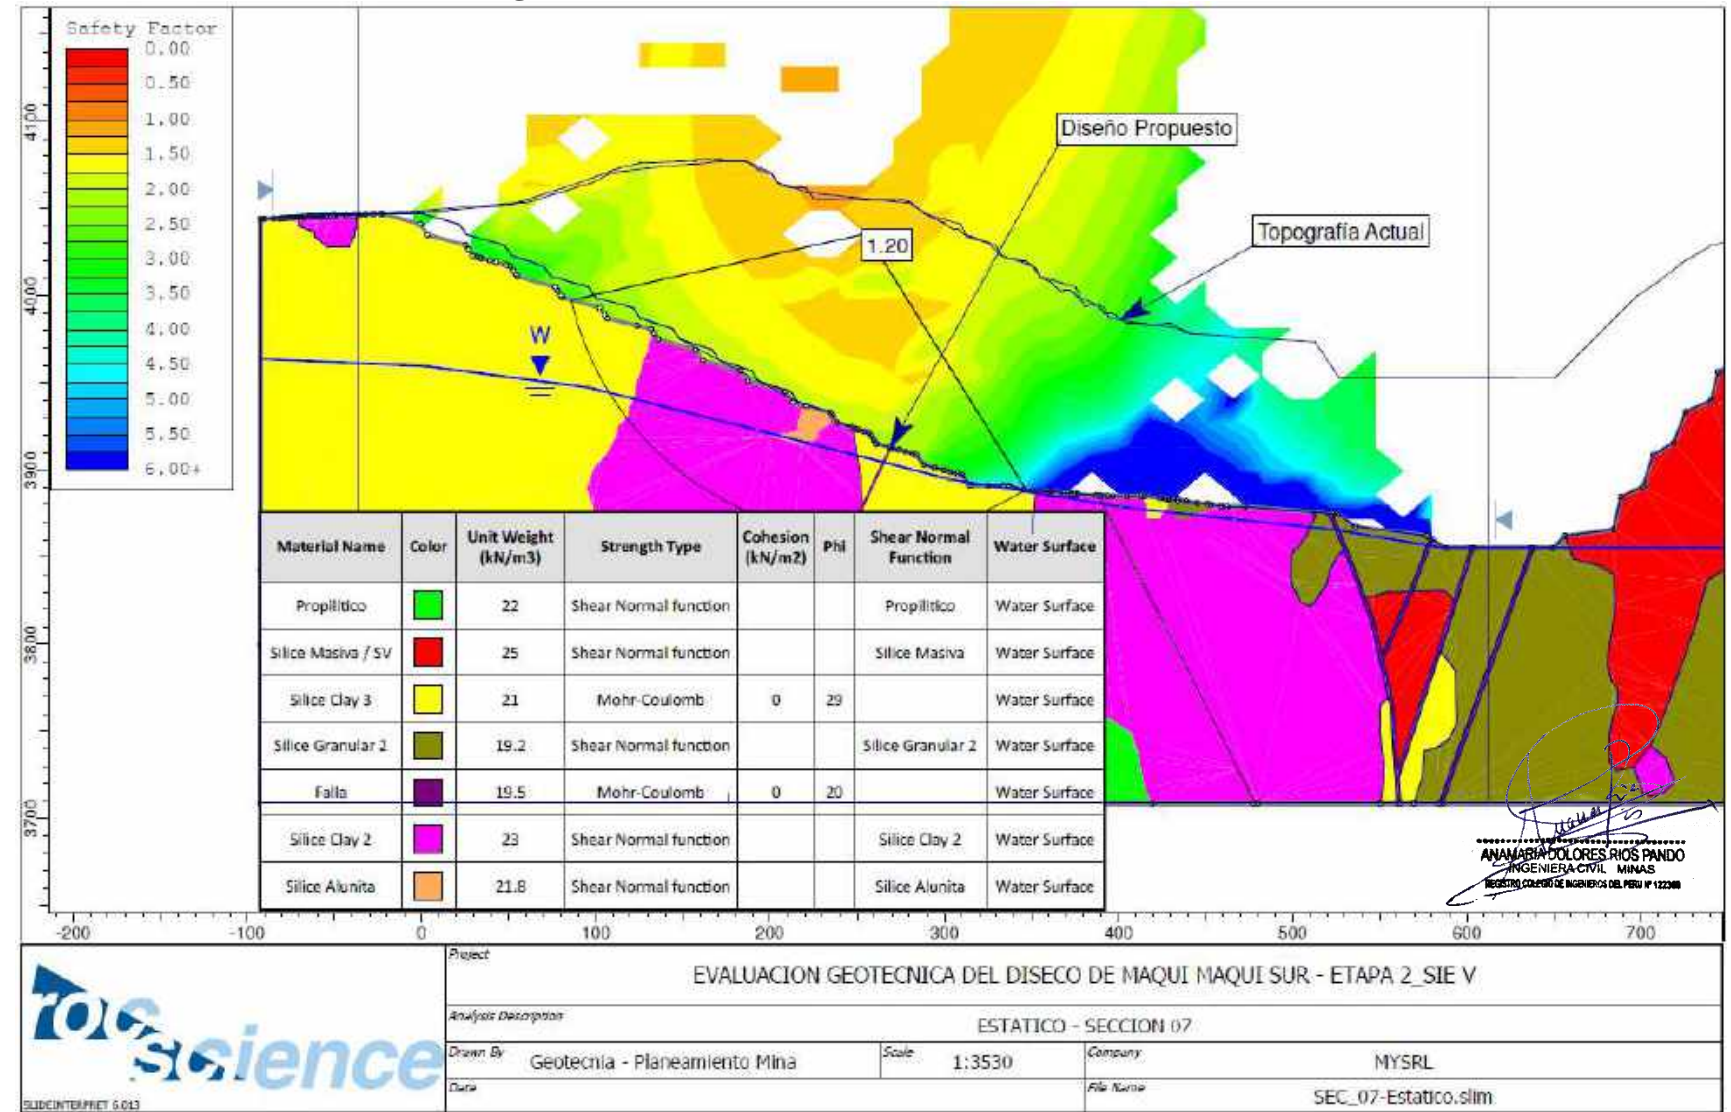 Safety Factor
0.00
0.50
1.00
1.50
2.00
2.50
3.00
3.50
4.00
4.50
5.00
5.50
6.00+
4100
4000
3900
3800
3700
Diseño Propuesto
Topografía Actual
1.20
W
Material Name Color Unit Weight (kN/m3) Strength Type Cohesion (kN/m2) Phi Shear Normal Function Water Surface
Propilitico 22 Shear Normal function Propilitico Water Surface
Silice Masiva / SV 25 Shear Normal function Silice Masiva Water Surface
Silice Clay 3 21 Mohr-Coulomb 0 29 Water Surface
Silice Granular 2 19.2 Shear Normal function Silice Granular 2 Water Surface
Falla 19.5 Mohr-Coulomb 0 20 Water Surface
Silice Clay 2 23 Shear Normal function Silice Clay 2 Water Surface
Silice Alunita 21.8 Shear Normal function Silice Alunita Water Surface
ANAMARIA DOLORES RIOS PANDO
INGENIERA CIVIL MINAS
REGISTRO COLEGIO DE INGENIEROS DEL PERU Nº
-200 -100 0 100 200 300 400 500 600 700
rocscience
SLIDEINTERPRET 6.013
Project
EVALUACION GEOTECNICA DEL DISECO DE MAQUI MAQUI SUR - ETAPA 2_SIE V
Analysis Description
ESTATICO - SECCION 07
Drawn By Geotecnia - Planeamiento Mina
Scale 1:3530
Company MYSRL
Date
File Name SEC_07-Estatico.slim